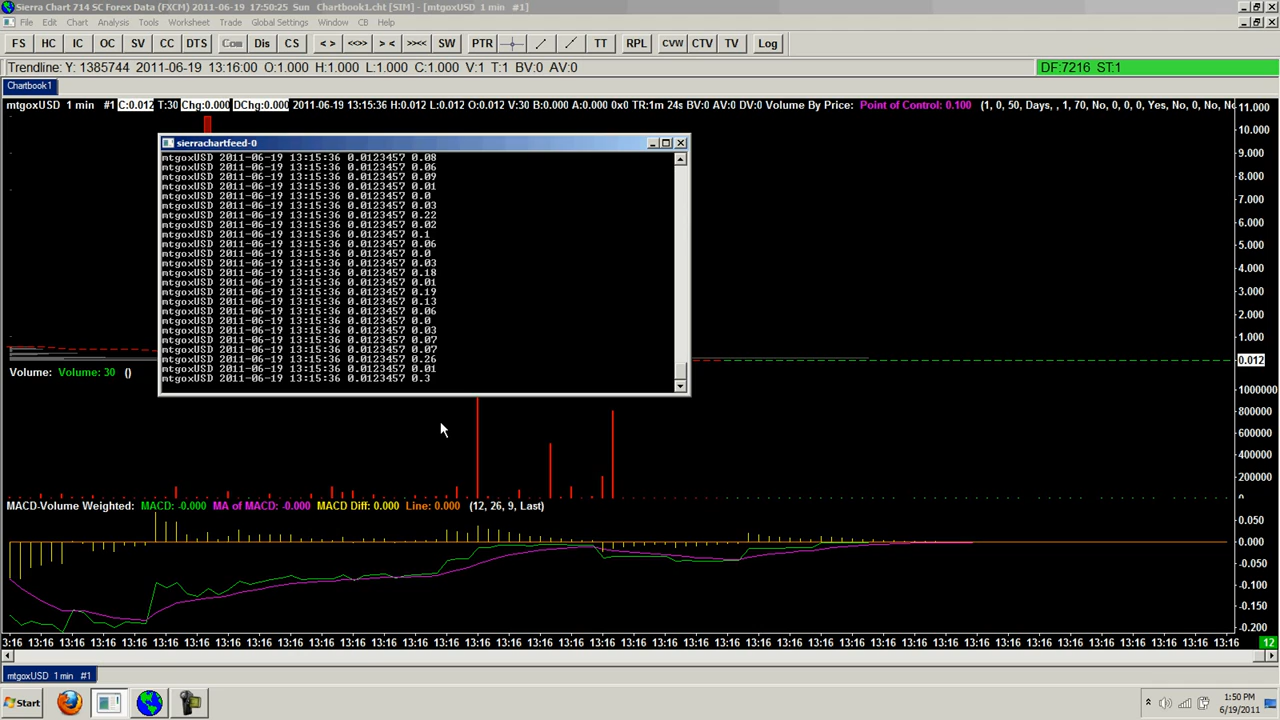 Sierra Chart 714 SC Forex Data (FXCM) 2011-06-19 17:50:25 Sun Chartbook1.cht [SIM] - [mtgoxUSD 1 min #1]
File Edit Chart Analysis Tools Worksheet Trade Global Settings Window CB Help
FS HC IC OC SV CC DTS Com Dis CS < > <<>> > < >><< SW PTR TT RPL CVW CTV TV Log
Trendline: Y: 1385744 2011-06-19 13:16:00 O:1.000 H:1.000 L:1.000 C:1.000 V:1 T:1 BV:0 AV:0 DF:7216 ST:1
Chartbook1
mtgoxUSD 1 min #1 C:0.012 T:30 Chg:0.000 DChg:0.000 2011-06-19 13:15:36 H:0.012 L:0.012 O:0.012 V:30 B:0.000 A:0.000 0x0 TR:1m 24s BV:0 AV:0 DV:0 Volume By Price: Point of Control: 0.100 (1, 0, 50, Days, , 1, 70, No, 0, 0, 0, Yes, No, 0, No, No
11.000
10.000
9.000
8.000
7.000
6.000
5.000
4.000
3.000
2.000
1.000
0.012
sierrachartfeed-0
mtgoxUSD 2011-06-19 13:15:36 0.0123457 0.08
mtgoxUSD 2011-06-19 13:15:36 0.0123457 0.06
mtgoxUSD 2011-06-19 13:15:36 0.0123457 0.09
mtgoxUSD 2011-06-19 13:15:36 0.0123457 0.01
mtgoxUSD 2011-06-19 13:15:36 0.0123457 0.0
mtgoxUSD 2011-06-19 13:15:36 0.0123457 0.03
mtgoxUSD 2011-06-19 13:15:36 0.0123457 0.22
mtgoxUSD 2011-06-19 13:15:36 0.0123457 0.02
mtgoxUSD 2011-06-19 13:15:36 0.0123457 0.1
mtgoxUSD 2011-06-19 13:15:36 0.0123457 0.06
mtgoxUSD 2011-06-19 13:15:36 0.0123457 0.0
mtgoxUSD 2011-06-19 13:15:36 0.0123457 0.03
mtgoxUSD 2011-06-19 13:15:36 0.0123457 0.18
mtgoxUSD 2011-06-19 13:15:36 0.0123457 0.01
mtgoxUSD 2011-06-19 13:15:36 0.0123457 0.19
mtgoxUSD 2011-06-19 13:15:36 0.0123457 0.13
mtgoxUSD 2011-06-19 13:15:36 0.0123457 0.06
mtgoxUSD 2011-06-19 13:15:36 0.0123457 0.0
mtgoxUSD 2011-06-19 13:15:36 0.0123457 0.03
mtgoxUSD 2011-06-19 13:15:36 0.0123457 0.07
mtgoxUSD 2011-06-19 13:15:36 0.0123457 0.07
mtgoxUSD 2011-06-19 13:15:36 0.0123457 0.26
mtgoxUSD 2011-06-19 13:15:36 0.0123457 0.01
mtgoxUSD 2011-06-19 13:15:36 0.0123457 0.3
Volume: Volume: 30 ()
1000000
800000
600000
400000
200000
0
MACD-Volume Weighted: MACD: -0.000 MA of MACD: -0.000 MACD Diff: 0.000 Line: 0.000 (12, 26, 9, Last)
0.050
0.000
-0.050
-0.100
-0.150
-0.200
3:16 13:16 13:16 13:16 13:16 13:16 13:16 13:16 13:16 13:16 13:16 13:16 13:16 13:16 13:16 13:16 13:16 13:16 13:16 13:16 13:16 13:16 13:16 13:16 13:16 13:16 13:16 13:16 13:16 13:16 13:16 13:16 13:16 13:16 13:16 13:16 13:16 13:16 13:16 13:16 12
mtgoxUSD 1 min #1
Start
1:50 PM
6/19/2011